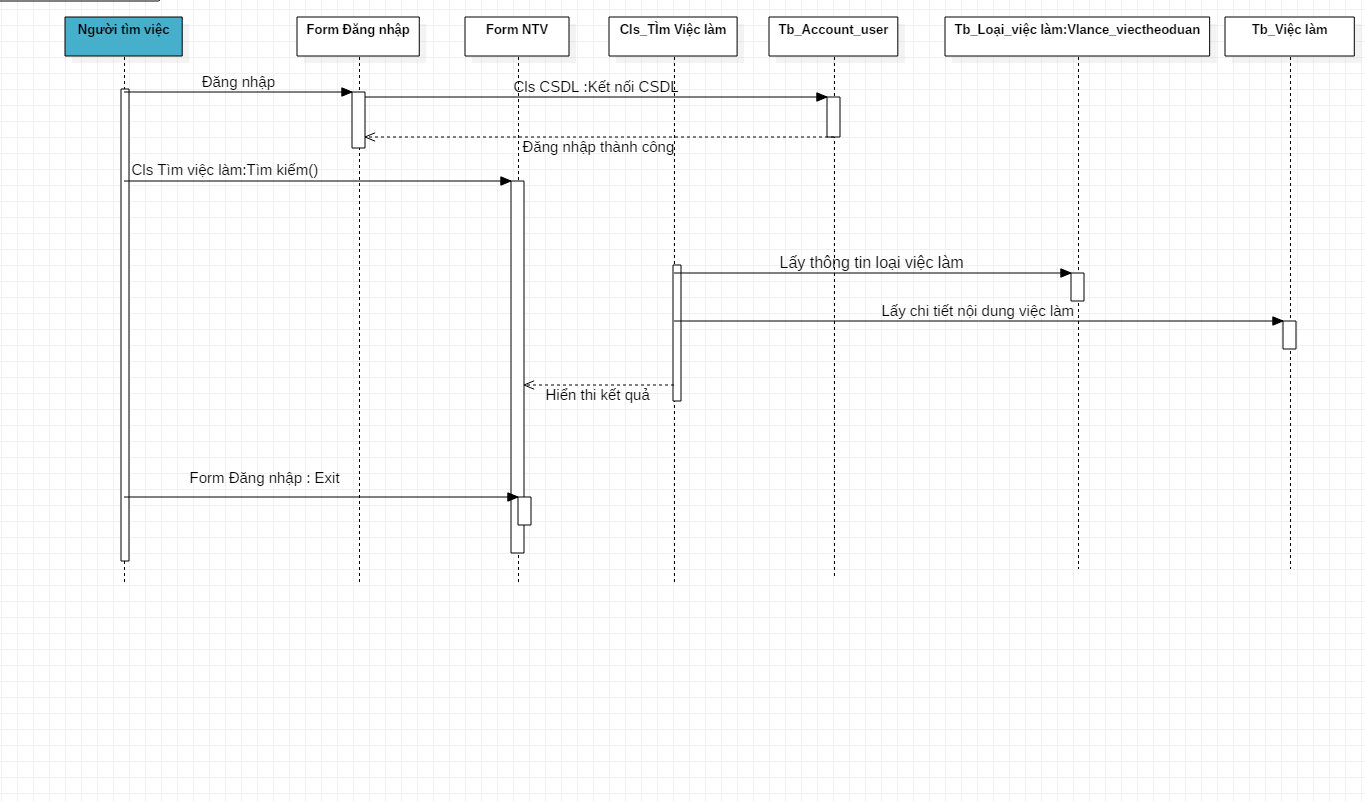 Người tìm việc
Form Đăng nhập
Form NTV
Cls_TÌm Việc làm
Tb_Account_user
Tb_Loại_việc làm:Vlance_viectheoduan
Tb_Việc làm
Đăng nhập
Cls CSDL :Kết nối CSDL
Đăng nhập thành công
Cls Tìm việc làm:Tìm kiếm()
Lấy thông tin loại việc làm
Lấy chi tiết nội dung việc làm
Hiển thi kết quả
Form Đăng nhập : Exit